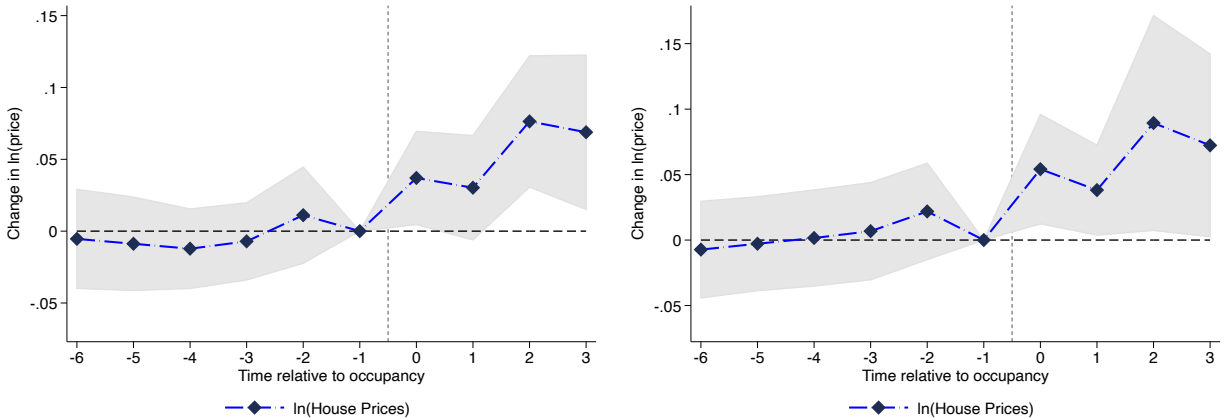 .15
.1
.05
0
-.05
Change in ln(price)
-6 -5 -4 -3 -2 -1 0 1 2 3
Time relative to occupancy
ln(House Prices)
.15
.1
.05
0
-.05
Change in ln(price)
-6 -5 -4 -3 -2 -1 0 1 2 3
Time relative to occupancy
ln(House Prices)